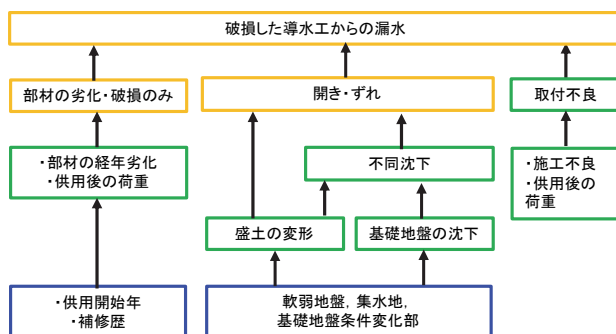 破損した導水工からの漏水
部材の劣化・破損のみ
開き・ずれ
取付不良
・部材の経年劣化
・供用後の荷重
不同沈下
・施工不良
・供用後の
荷重
盛土の変形
基礎地盤の沈下
・供用開始年
・補修歴
軟弱地盤, 集水地,
基礎地盤条件変化部